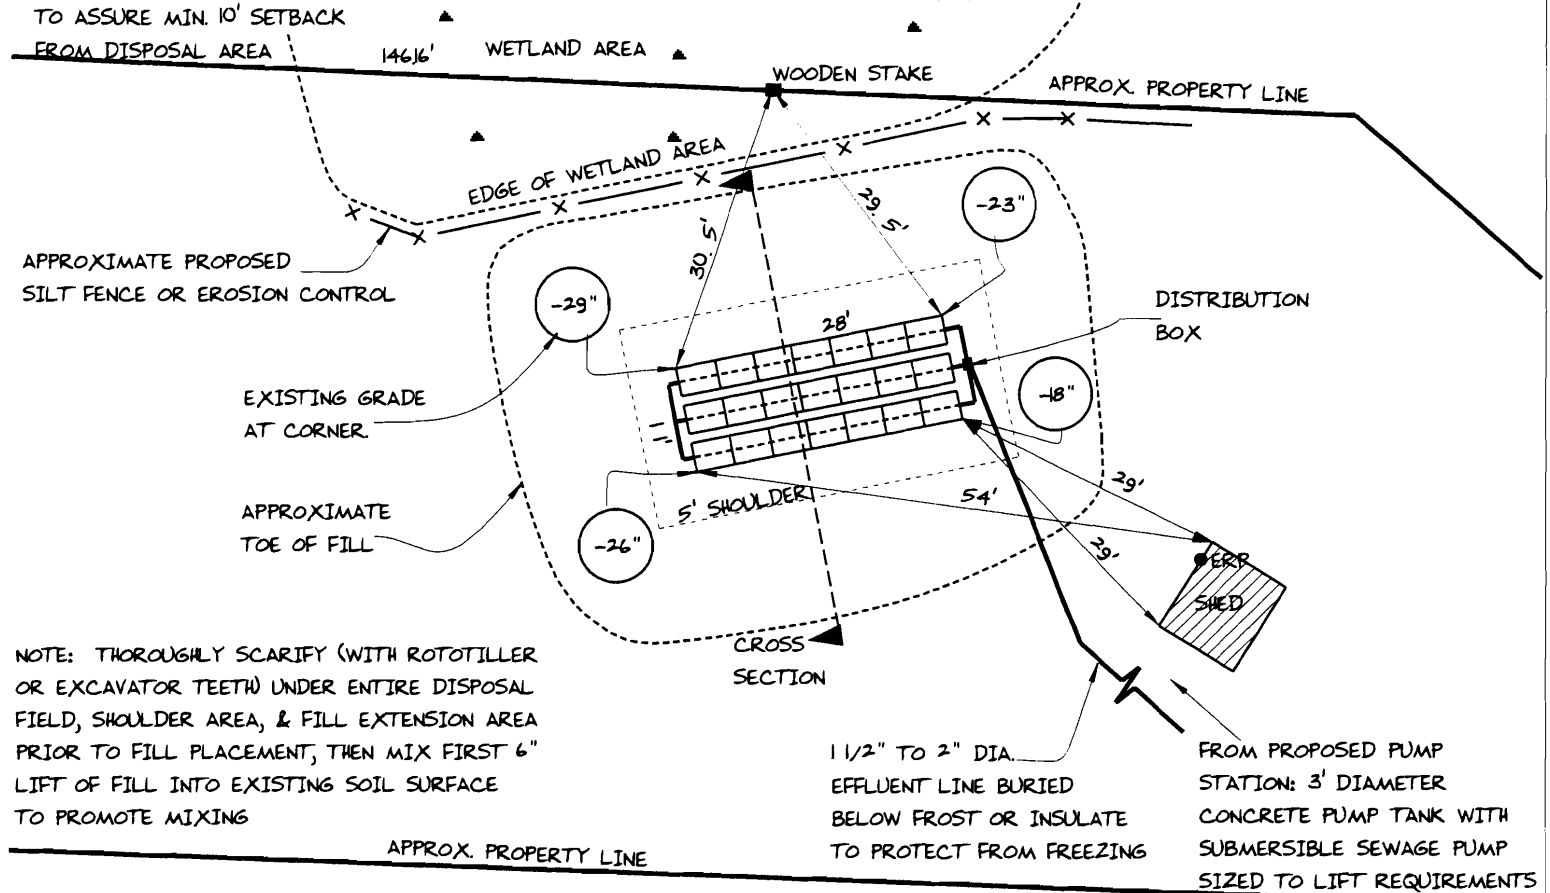 TO ASSURE MIN. 10' SETBACK
FROM DISPOSAL AREA
146.16'
WETLAND AREA
WOODEN STAKE
APPROX. PROPERTY LINE
EDGE OF WETLAND AREA
29. 5'
-23"
30. 5'
APPROXIMATE PROPOSED
SILT FENCE OR EROSION CONTROL
-29"
28'
DISTRIBUTION
BOX
-18"
EXISTING GRADE
AT CORNER.
29'
54'
5' SHOULDER
APPROXIMATE
TOE OF FILL
-26"
29'
ERP
SHED
CROSS
SECTION
NOTE: THOROUGHLY SCARIFY (WITH ROTOTILLER
OR EXCAVATOR TEETH) UNDER ENTIRE DISPOSAL
FIELD, SHOULDER AREA, & FILL EXTENSION AREA
PRIOR TO FILL PLACEMENT, THEN MIX FIRST 6"
LIFT OF FILL INTO EXISTING SOIL SURFACE
TO PROMOTE MIXING
1 1/2" TO 2" DIA.
EFFLUENT LINE BURIED
BELOW FROST OR INSULATE
TO PROTECT FROM FREEZING
FROM PROPOSED PUMP
STATION: 3' DIAMETER
CONCRETE PUMP TANK WITH
SUBMERSIBLE SEWAGE PUMP
SIZED TO LIFT REQUIREMENTS
APPROX. PROPERTY LINE